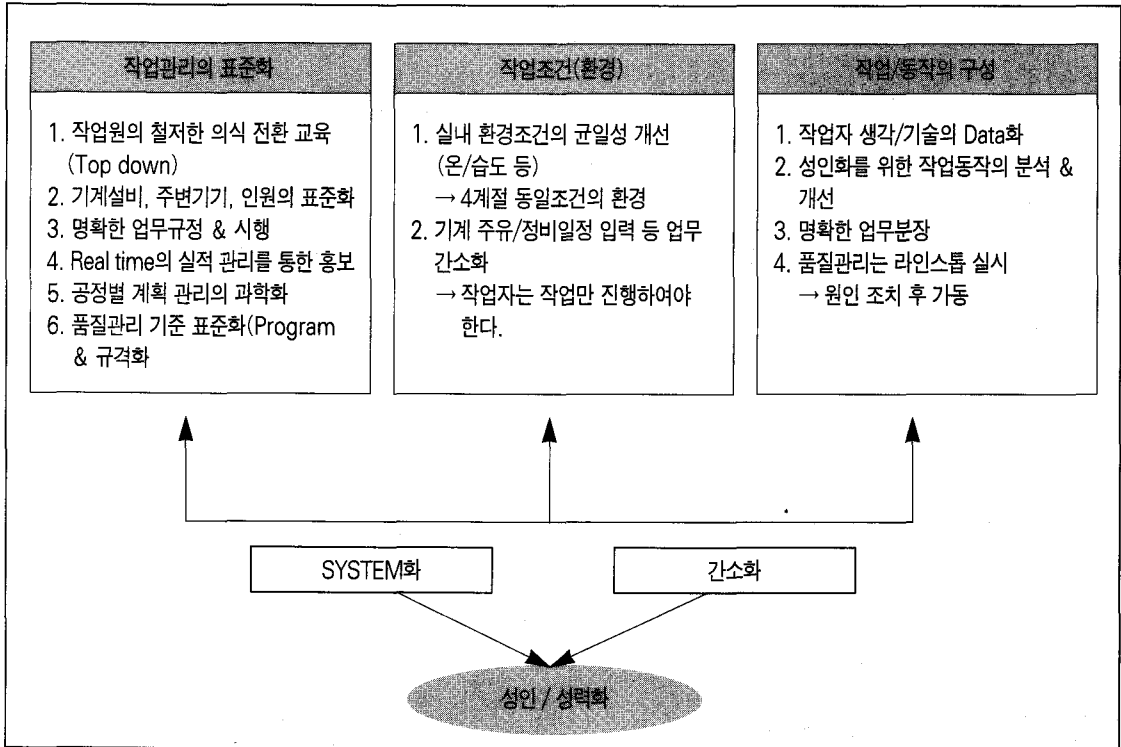 작업관리의 표준화
1. 작업원의 철저한 의식 전환 교육
(Top down)
2. 기계설비, 주변기기, 인원의 표준화
3. 명확한 업무규정 & 시행
4. Real time의 실적 관리를 통한 홍보
5. 공정별 계획 관리의 과학화
6. 품질관리 기준 표준화(Program
& 규격화
작업조건(환경)
1. 실내 환경조건의 균일성 개선
(온/습도 등)
→ 4계절 동일조건의 환경
2. 기계 주유/정비일정 입력 등 업무
간소화
→ 작업자는 작업만 진행하여야
한다.
작업/동작의 구성
1. 작업자 생각/기술의 Data화
2. 성인화를 위한 작업동작의 분석 &
개선
3. 명확한 업무분장
4. 품질관리는 라인스톱 실시
→ 원인 조치 후 가동
SYSTEM화
간소화
성인 / 성력화